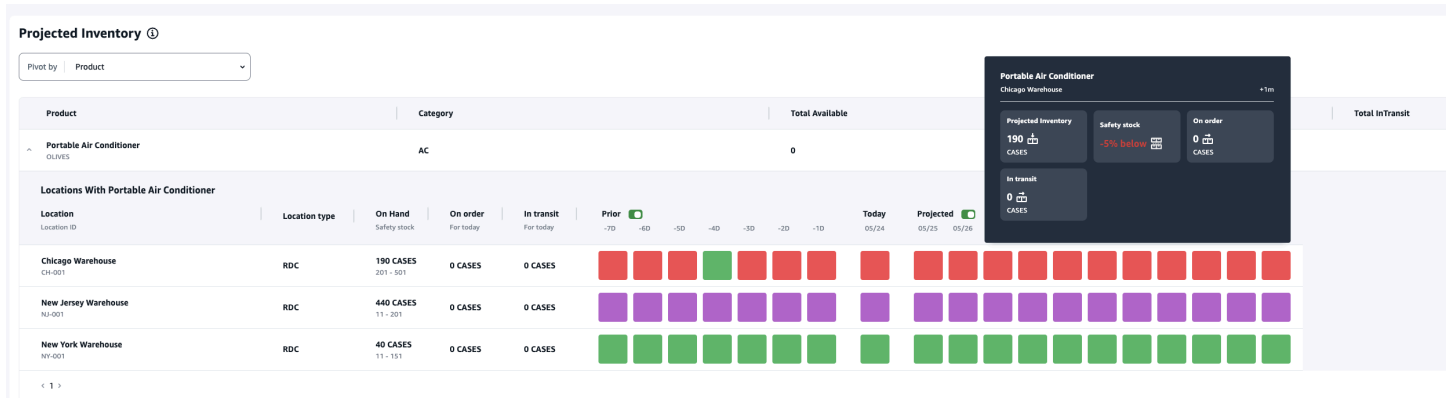 Projected Inventory
Pivot by Product
Product Category Total Available Total InTransit
Portable Air Conditioner AC 0
OLIVES
Locations With Portable Air Conditioner
Location Location type On Hand On order In transit Prior Today Projected
Location ID Safety stock For today For today -7D -6D -5D -4D -3D -2D -1D 05/24 05/25 05/26
Chicago Warehouse RDC 190 CASES 0 CASES 0 CASES
CH-001 201 - 501
New Jersey Warehouse RDC 440 CASES 0 CASES 0 CASES
NJ-001 11 - 201
New York Warehouse RDC 40 CASES 0 CASES 0 CASES
NY-001 11 - 151
< 1 >
Portable Air Conditioner
Chicago Warehouse +1m
Projected Inventory Safety stock On order
190 -5% below 0
CASES CASES
In transit
0
CASES